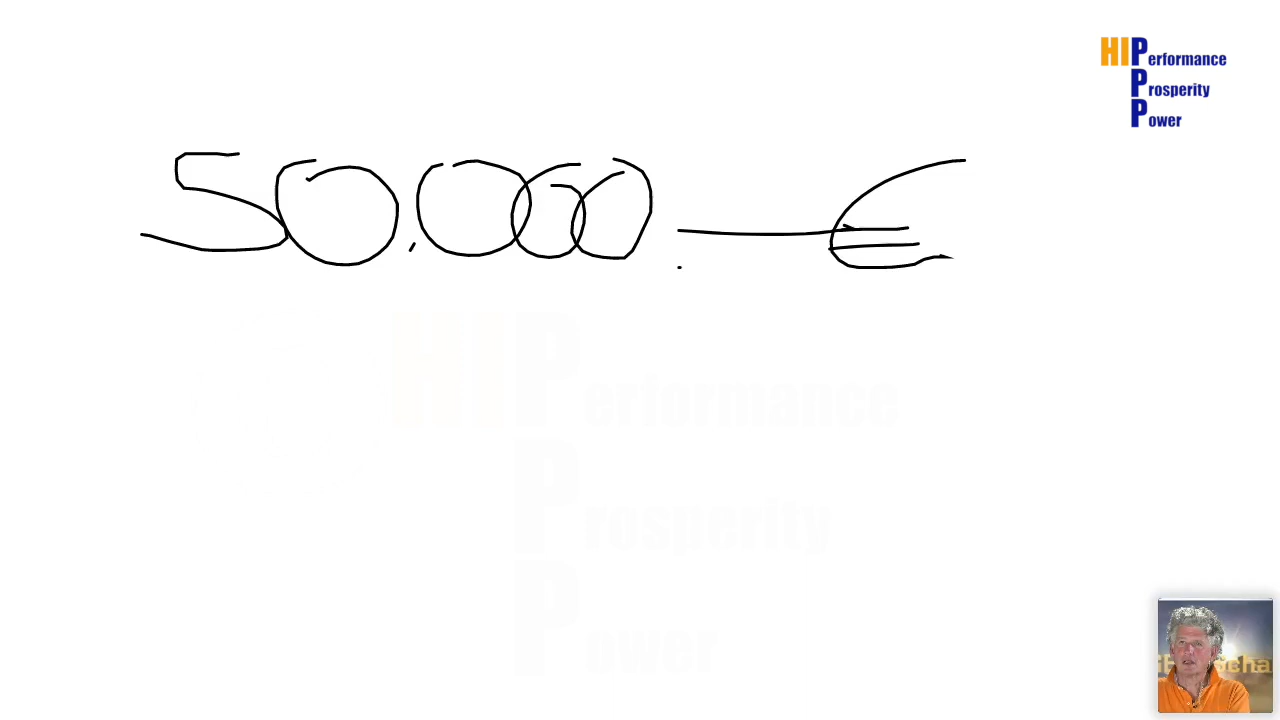 HIPerformance
Prosperity
Power
50.000.— €
HIPerformance
Prosperity
Power